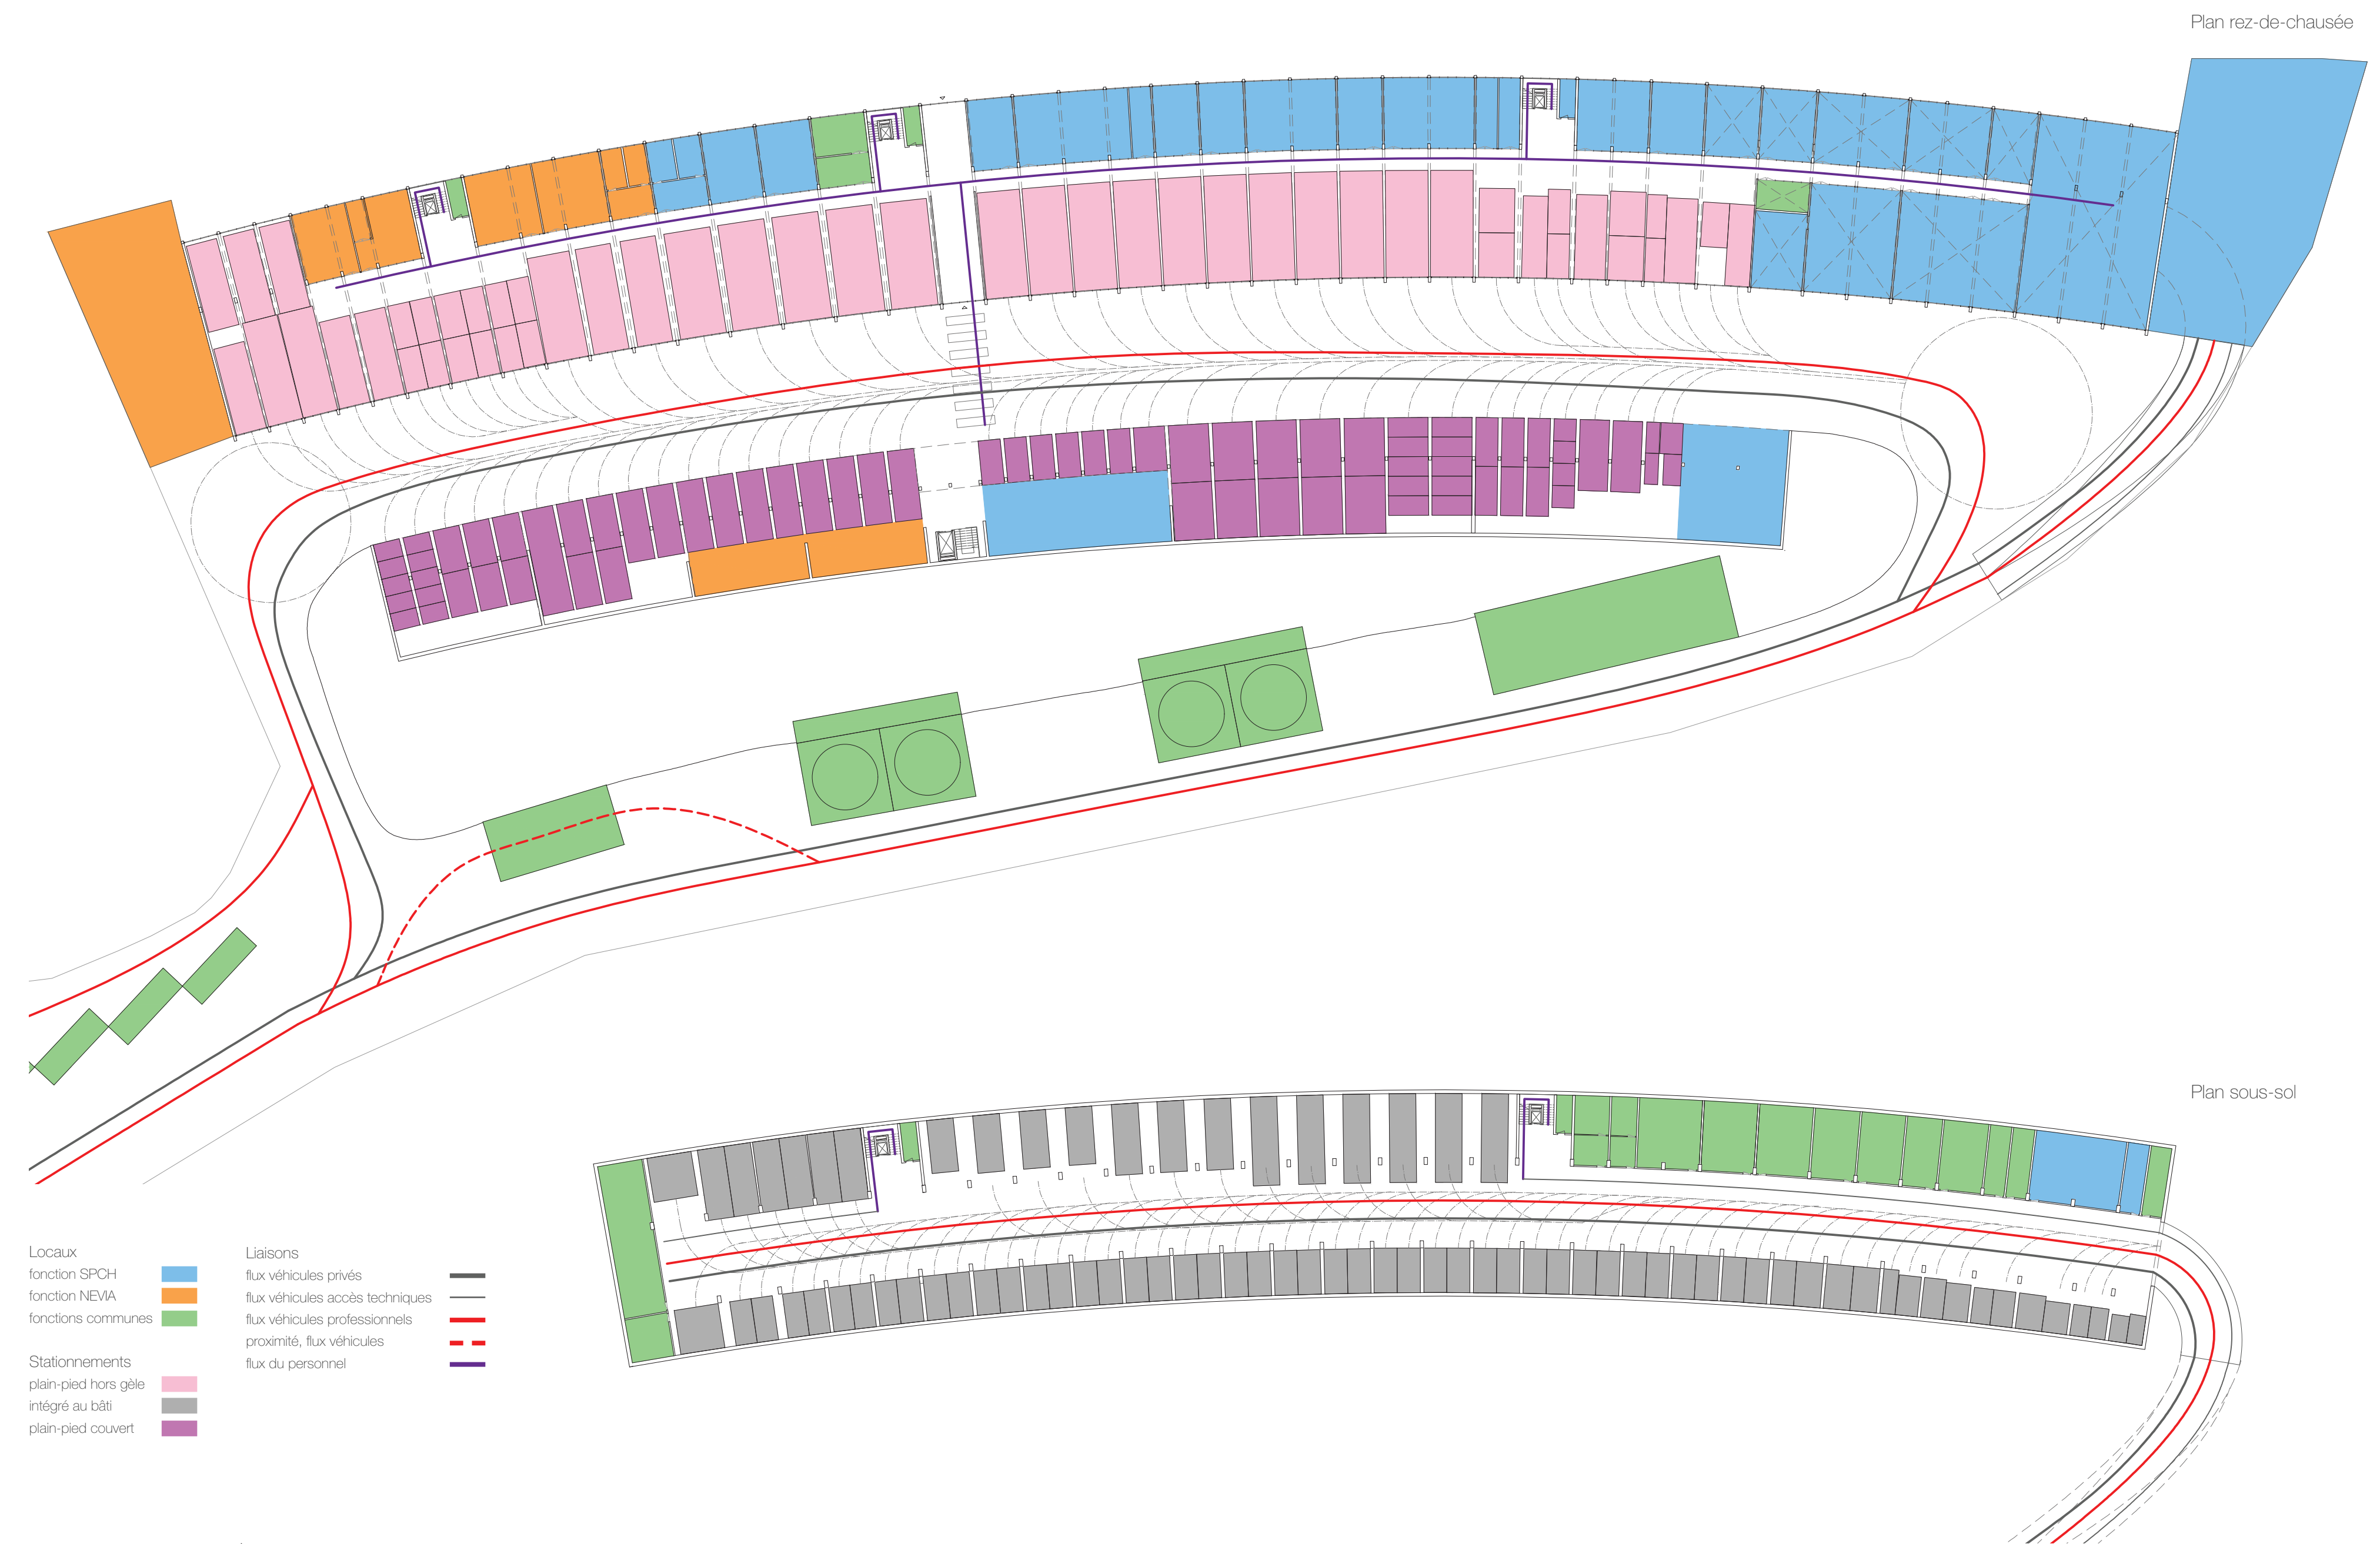 Plan rez-de-chausée
Plan sous-sol
Locaux
fonction SPCH
fonction NEVIA
fonctions communes
Stationnements
plain-pied hors gèle
intégré au bâti
plain-pied couvert
Liaisons
flux véhicules privés
flux véhicules accès techniques
flux véhicules professionnels
proximité, flux véhicules
flux du personnel